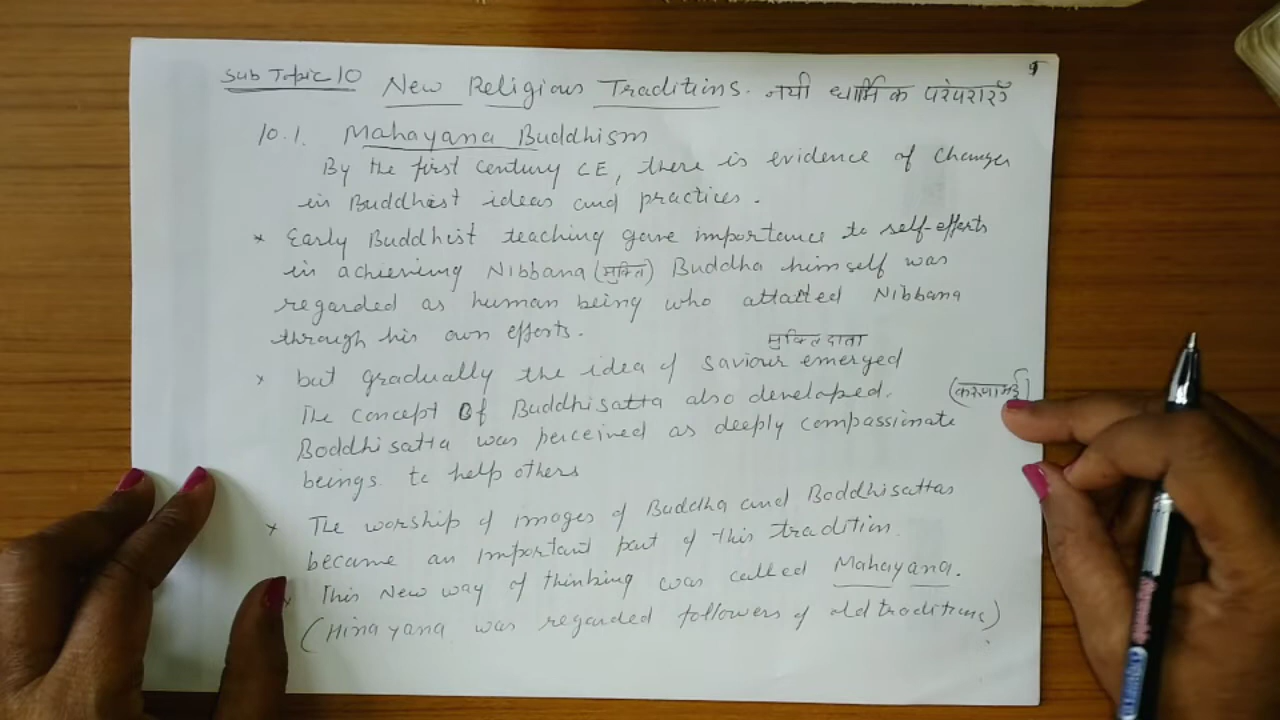 Sub Topic 10 New Religious Traditions. नयी धार्मिक परंपराएँ
10.1. Mahayana Buddhism
By the first century CE, there is evidence of changes
in Buddhist ideas and practices.
* Early Buddhist teaching gave importance to self-efforts
in achieving Nibbana (मुक्ति) Buddha himself was
regarded as human being who attatted Nibbana
through his own efforts.
मुक्तिदाता
* but gradually the idea of saviour emerged
The concept Of Buddhisatta also developed. (करुणामई)
Boddhisatta was perceived as deeply compassionate
beings. to help others
* The worship of images of Buddha and Boddhisattas
became an important part of this tradition.
* This New way of thinking was called Mahayana.
(Hinayana was regarded followers of old traditions)